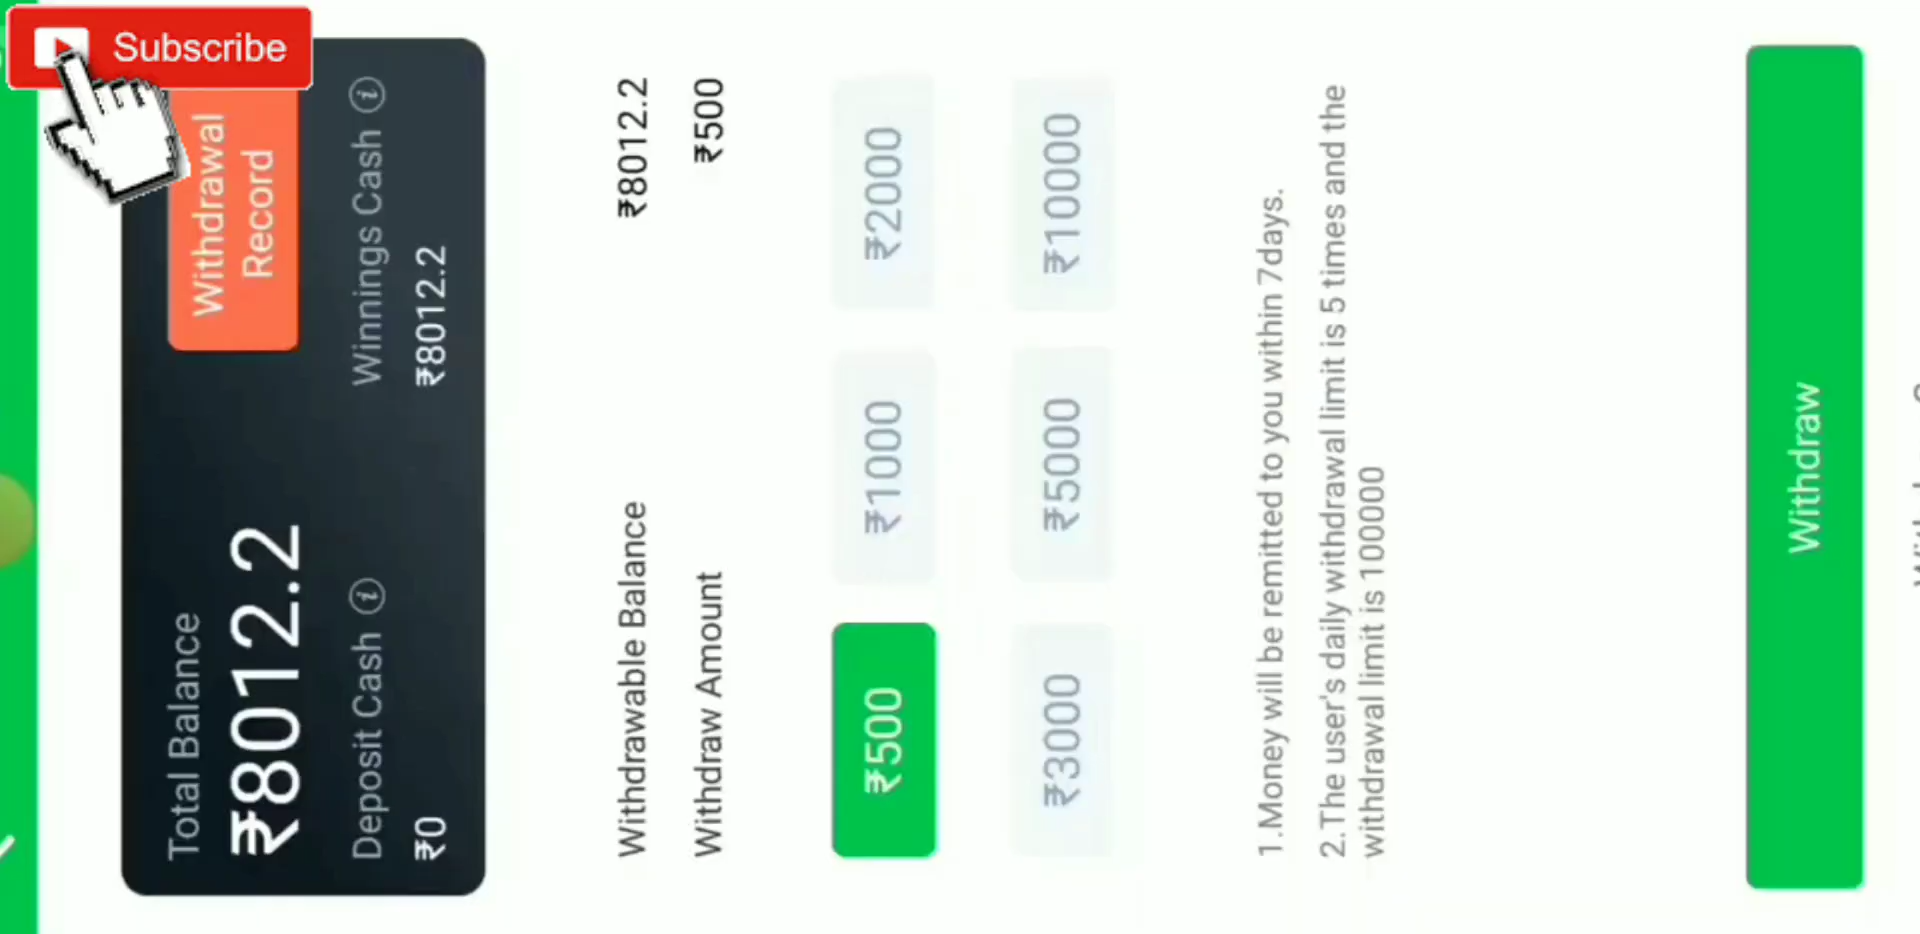 Subscribe
Total Balance
₹8012.2
Withdrawal
Record
Deposit Cash
Winnings Cash
₹0
₹8012.2
Withdrawable Balance
₹8012.2
Withdraw Amount
₹500
₹500
₹1000
₹2000
₹3000
₹5000
₹10000
1.Money will be remitted to you within 7days.
2.The user's daily withdrawal limit is 5 times and the
withdrawal limit is 100000
Withdraw